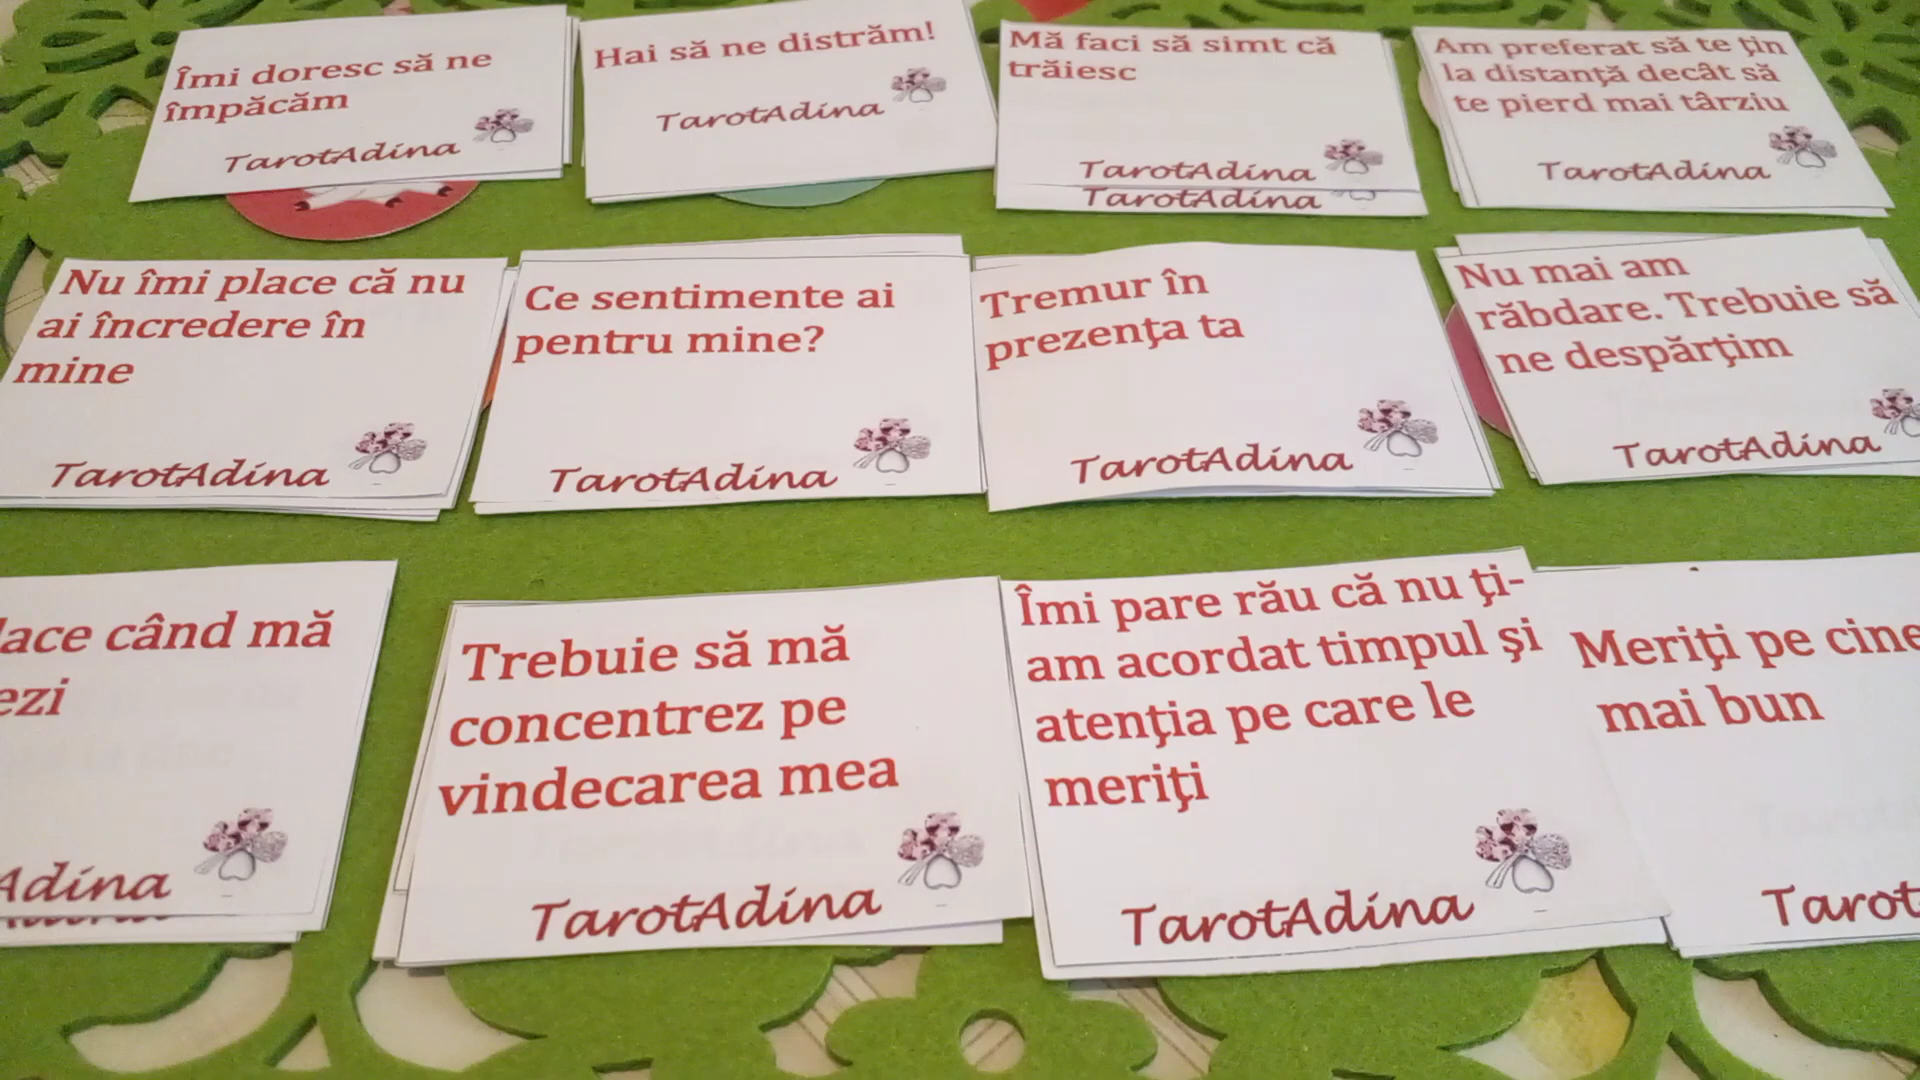 Îmi doresc să ne
împăcăm
TarotAdina
Hai să ne distrăm!
TarotAdina
Mă faci să simt că
trăiesc
TarotAdina
TarotAdina
Am preferat să te ţin
la distanţă decât să
te pierd mai târziu
TarotAdina
Nu îmi place că nu
ai încredere în
mine
TarotAdina
Ce sentimente ai
pentru mine?
TarotAdina
Tremur în
prezenţa ta
TarotAdina
Nu mai am
răbdare. Trebuie să
ne despărţim
TarotAdina
lace când mă
ezi
Adina
Trebuie să mă
concentrez pe
vindecarea mea
TarotAdina
Îmi pare rău că nu ţi-
am acordat timpul şi
atenţia pe care le
meriţi
TarotAdina
Meriţi pe cine
mai bun
Tarot